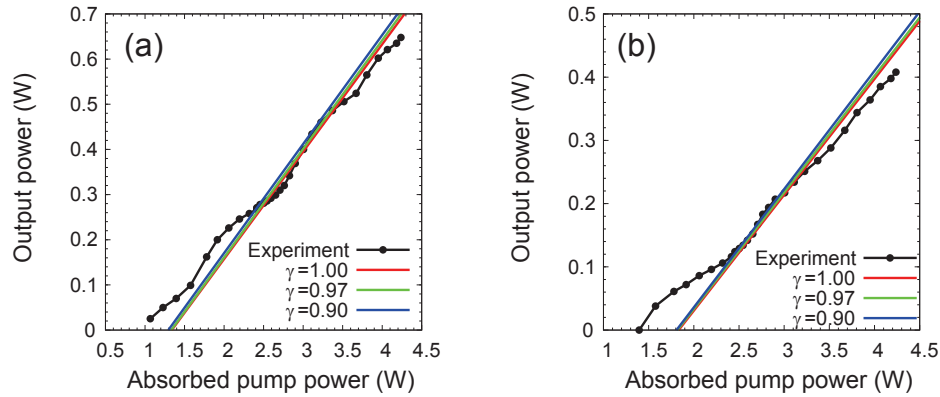 (a)
Output power (W)
0.7
0.6
0.5
0.4
0.3
0.2
0.1
0
Experiment
γ=1.00
γ=0.97
γ=0.90
0.5 1 1.5 2 2.5 3 3.5 4 4.5
Absorbed pump power (W)
(b)
Output power (W)
0.5
0.4
0.3
0.2
0.1
0
Experiment
γ=1.00
γ=0.97
γ=0.90
1 1.5 2 2.5 3 3.5 4 4.5
Absorbed pump power (W)